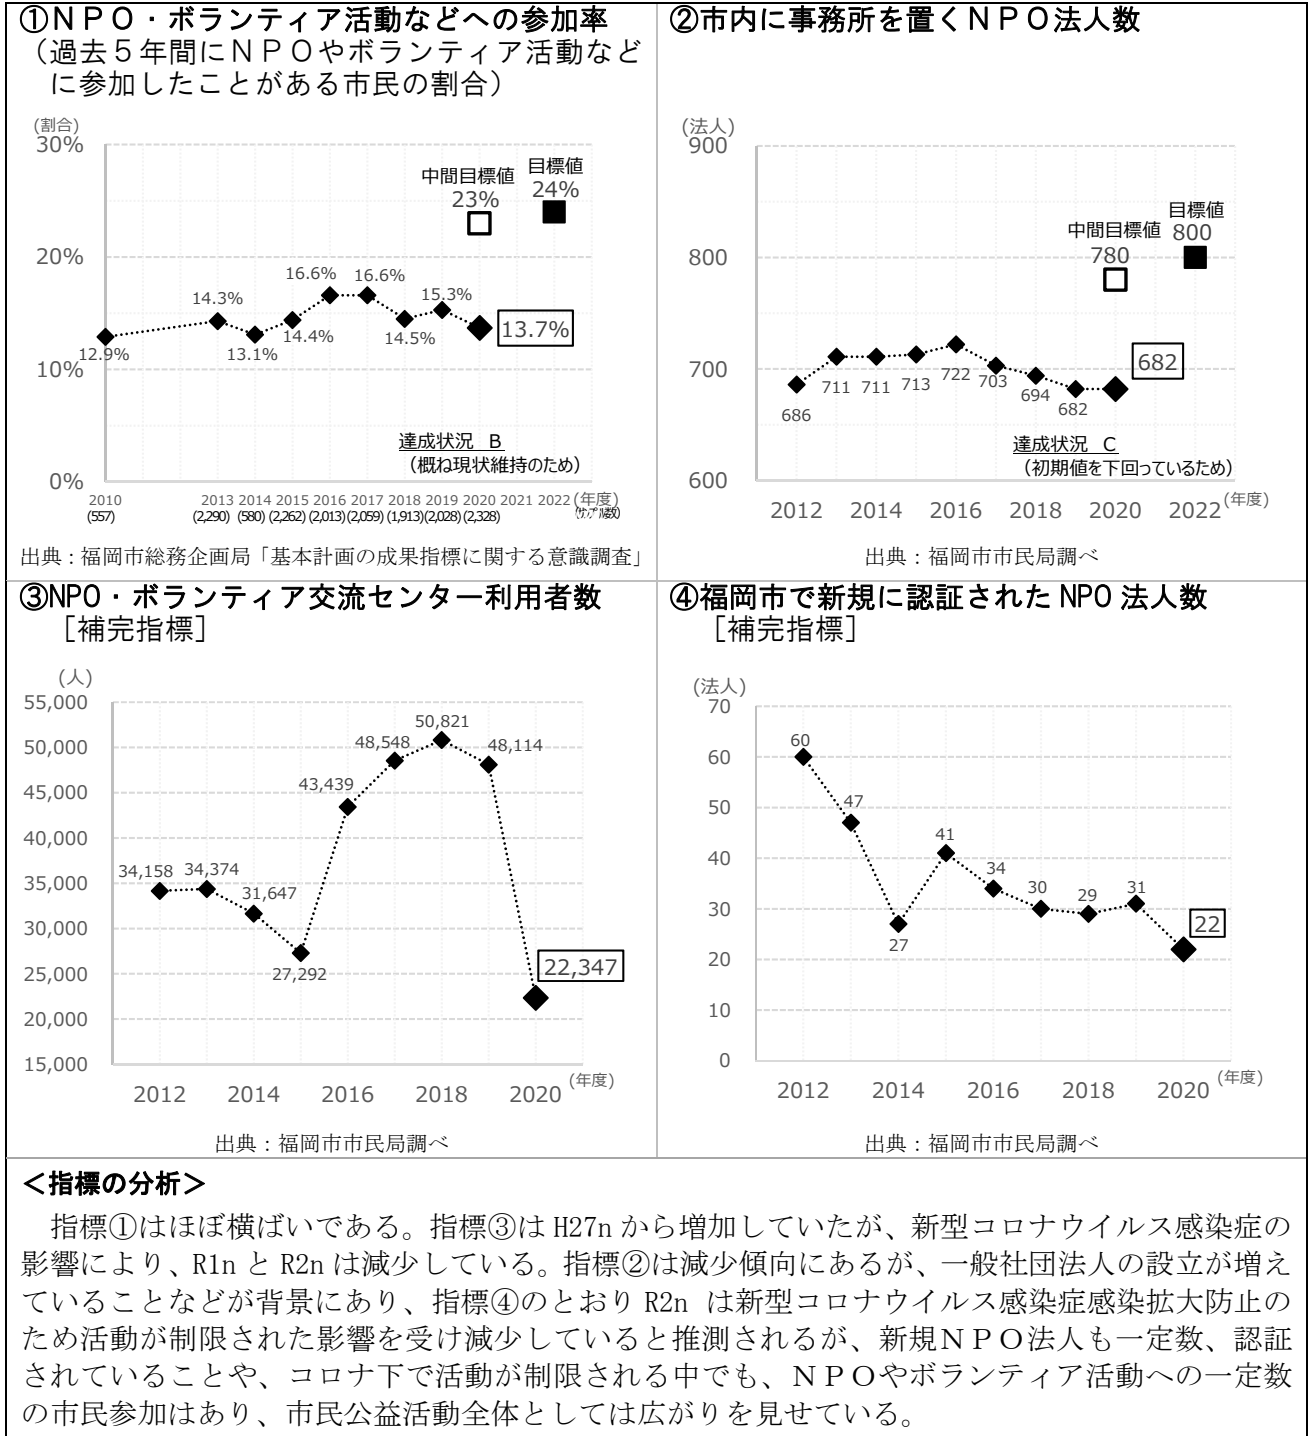 ①ＮＰＯ・ボランティア活動などへの参加率
（過去５年間にＮＰＯやボランティア活動など
に参加したことがある市民の割合）
(割合)
30%
20%
10%
0%
中間目標値
23%
目標値
24%
12.9%
14.3%
13.1%
14.4%
16.6%
16.6%
14.5%
15.3%
13.7%
達成状況　B
（概ね現状維持のため）
2010 2013 2014 2015 2016 2017 2018 2019 2020 2021 2022 (年度)
(557) (2,290) (580) (2,262) (2,013) (2,059) (1,913) (2,028) (2,328) (サンプル数)
出典：福岡市総務企画局「基本計画の成果指標に関する意識調査」
②市内に事務所を置くＮＰＯ法人数
(法人)
900
800
700
600
中間目標値
780
目標値
800
686
711
711
713
722
703
694
682
682
達成状況　C
（初期値を下回っているため）
2012 2014 2016 2018 2020 2022 (年度)
出典：福岡市市民局調べ
③NPO・ボランティア交流センター利用者数
［補完指標］
(人)
55,000
50,000
45,000
40,000
35,000
30,000
25,000
20,000
15,000
34,158
34,374
31,647
27,292
43,439
48,548
50,821
48,114
22,347
2012 2014 2016 2018 2020 (年度)
出典：福岡市市民局調べ
④福岡市で新規に認証された NPO 法人数
［補完指標］
(法人)
70
60
50
40
30
20
10
0
60
47
27
41
34
30
29
31
22
2012 2014 2016 2018 2020 (年度)
出典：福岡市市民局調べ
＜指標の分析＞
指標①はほぼ横ばいである。指標③は H27n から増加していたが、新型コロナウイルス感染症の
影響により、R1n と R2n は減少している。指標②は減少傾向にあるが、一般社団法人の設立が増え
ていることなどが背景にあり、指標④のとおり R2n は新型コロナウイルス感染症感染拡大防止の
ため活動が制限された影響を受け減少していると推測されるが、新規ＮＰＯ法人も一定数、認証
されていることや、コロナ下で活動が制限される中でも、ＮＰＯやボランティア活動への一定数
の市民参加はあり、市民公益活動全体としては広がりを見せている。